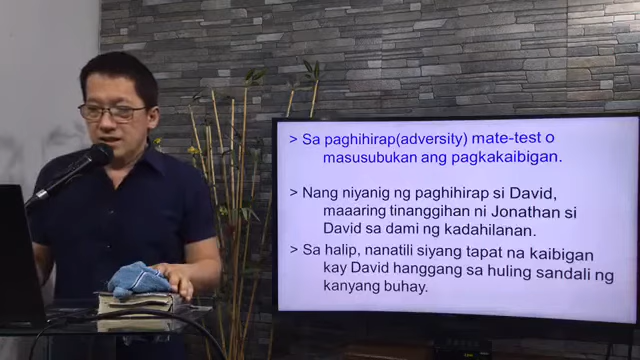 > Sa paghihirap(adversity) mate-test o
masusubukan ang pagkakaibigan.
> Nang niyanig ng paghihirap si David,
maaaring tinanggihan ni Jonathan si
David sa dami ng kadahilanan.
> Sa halip, nanatili siyang tapat na kaibigan
kay David hanggang sa huling sandali ng
kanyang buhay.